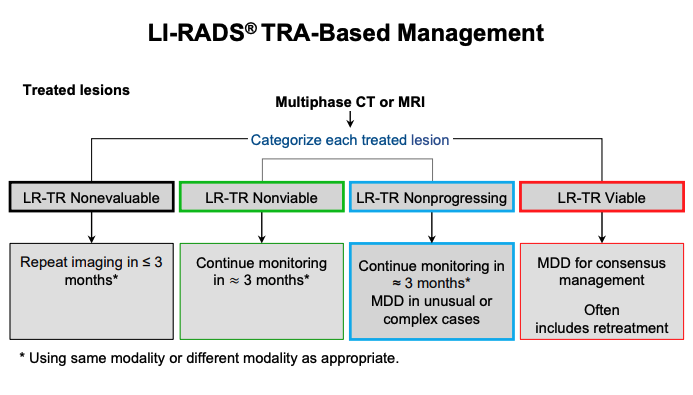 LI-RADS® TRA-Based Management
Treated lesions
Multiphase CT or MRI
Categorize each treated lesion
LR-TR Nonevaluable
LR-TR Nonviable
LR-TR Nonprogressing
LR-TR Viable
Repeat imaging in ≤ 3
months*
Continue monitoring
in ≈ 3 months*
Continue monitoring in
≈ 3 months*
MDD in unusual or
complex cases
MDD for consensus
management
Often
includes retreatment
* Using same modality or different modality as appropriate.